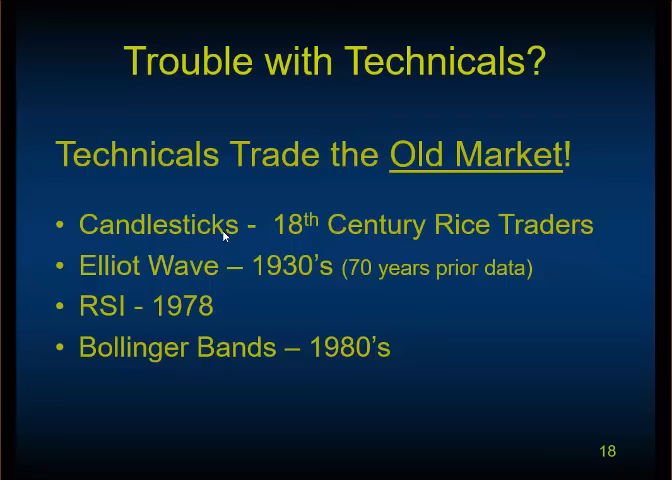 Trouble with Technicals?
Technicals Trade the Old Market!
• Candlesticks - 18th Century Rice Traders
• Elliot Wave – 1930's (70 years prior data)
• RSI - 1978
• Bollinger Bands – 1980's
18